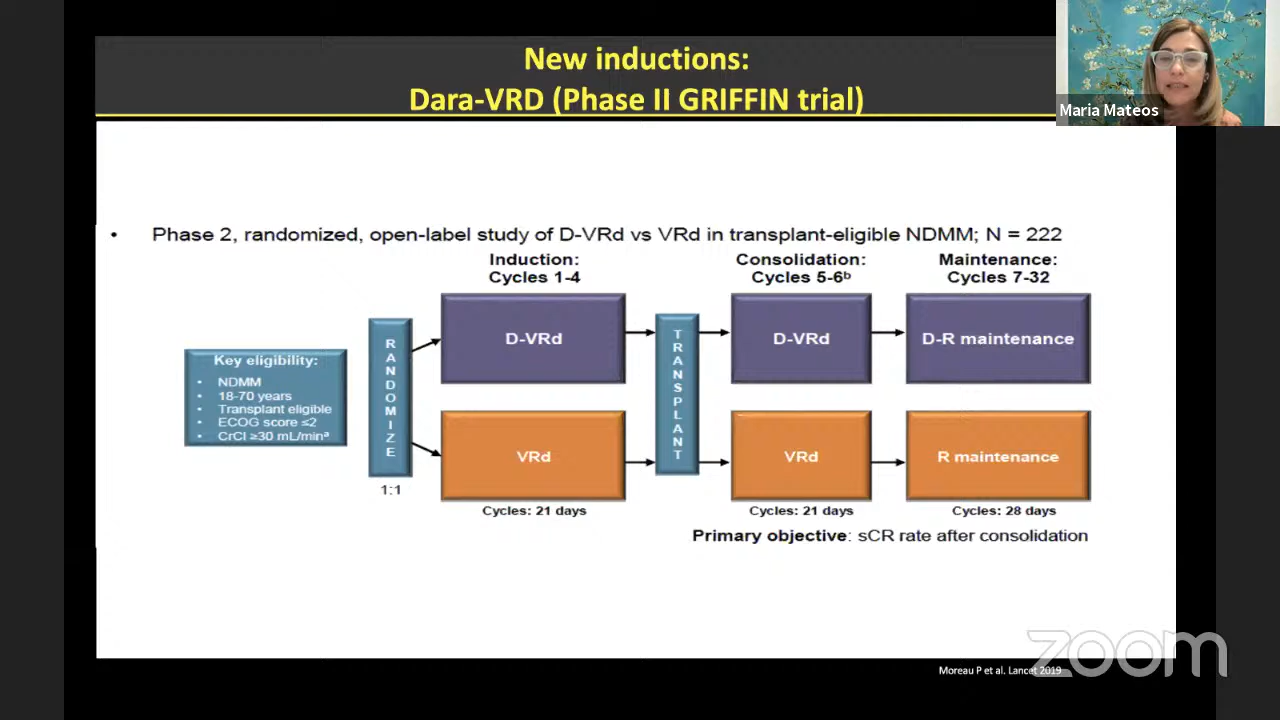 New inductions:
Dara-VRD (Phase II GRIFFIN trial)
Maria Mateos
• Phase 2, randomized, open-label study of D-VRd vs VRd in transplant-eligible NDMM; N = 222
Induction:
Cycles 1-4
Consolidation:
Cycles 5-6ᵇ
Maintenance:
Cycles 7-32
Key eligibility:
• NDMM
• 18-70 years
• Transplant eligible
• ECOG score ≤2
• CrCl ≥30 mL/minᵃ
RANDOMIZE
1:1
D-VRd
VRd
Cycles: 21 days
TRANSPLANT
D-VRd
VRd
Cycles: 21 days
D-R maintenance
R maintenance
Cycles: 28 days
Primary objective: sCR rate after consolidation
zoom
Moreau P et al. Lancet 2019